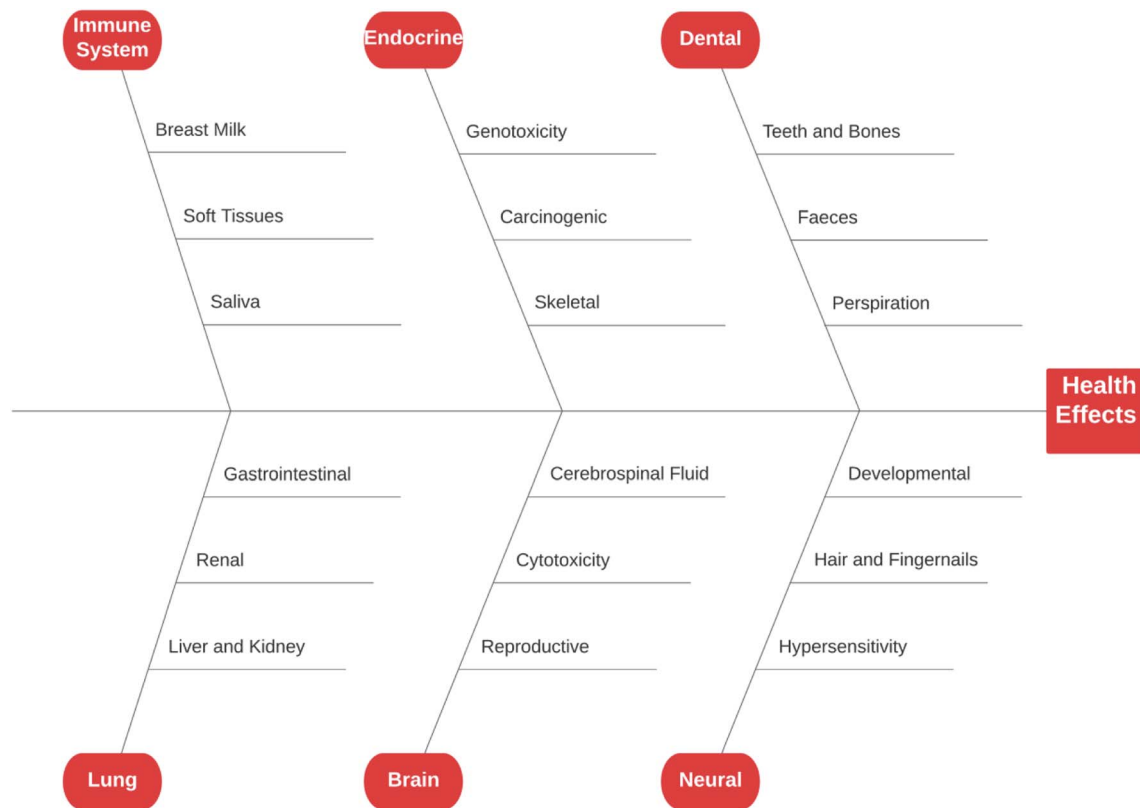 Immune
System
Endocrine
Dental
Breast Milk
Genotoxicity
Teeth and Bones
Soft Tissues
Carcinogenic
Faeces
Saliva
Skeletal
Perspiration
Health
Effects
Gastrointestinal
Cerebrospinal Fluid
Developmental
Renal
Cytotoxicity
Hair and Fingernails
Liver and Kidney
Reproductive
Hypersensitivity
Lung
Brain
Neural